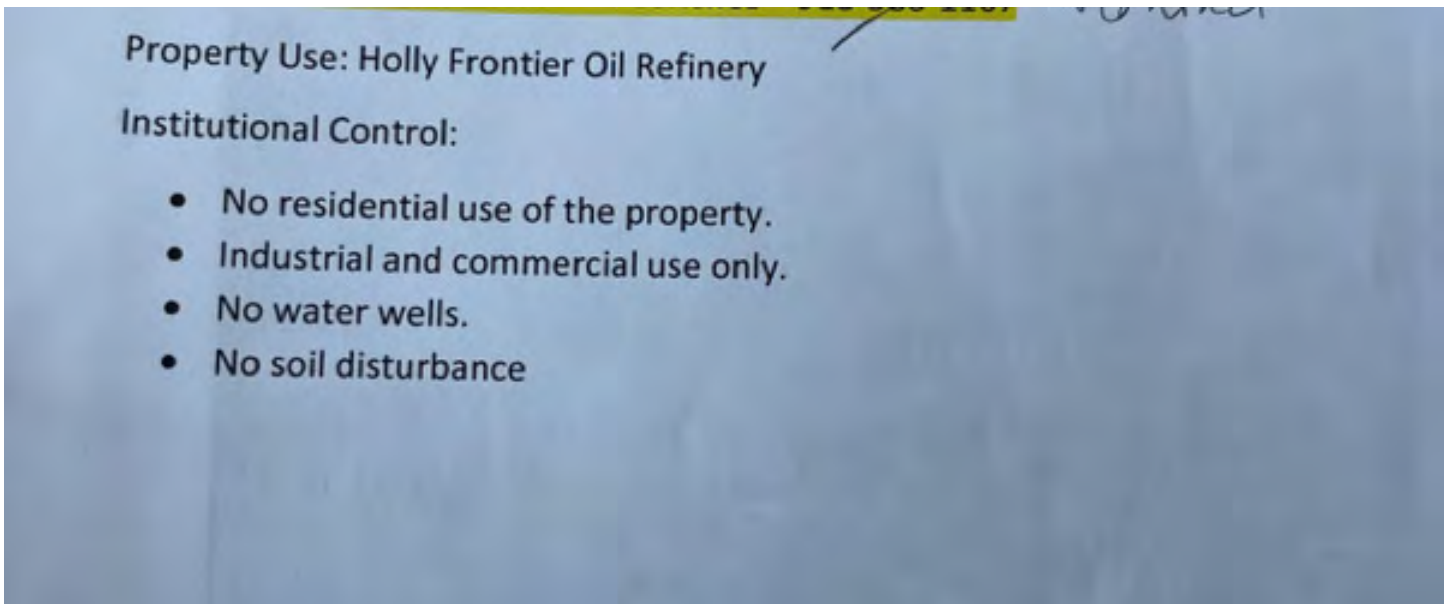 Property Use: Holly Frontier Oil Refinery
Institutional Control:
• No residential use of the property.
• Industrial and commercial use only.
• No water wells.
• No soil disturbance